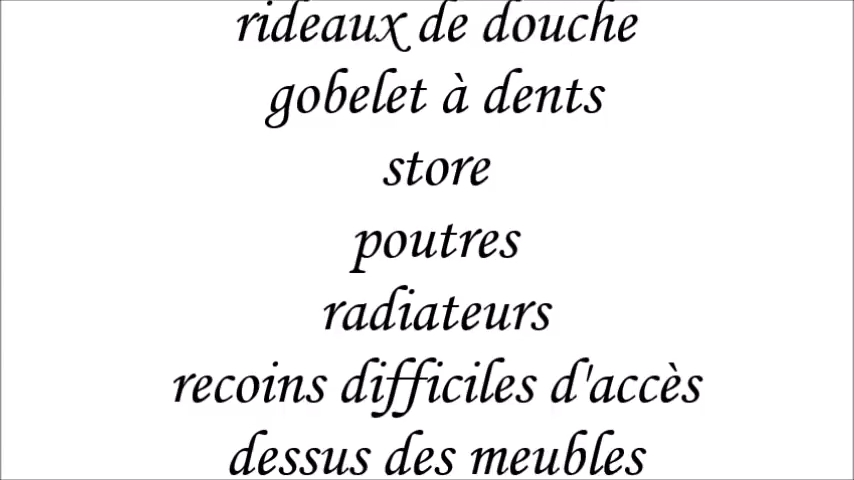 rideaux de douche
gobelet à dents
store
poutres
radiateurs
recoins difficiles d'accès
dessus des meubles